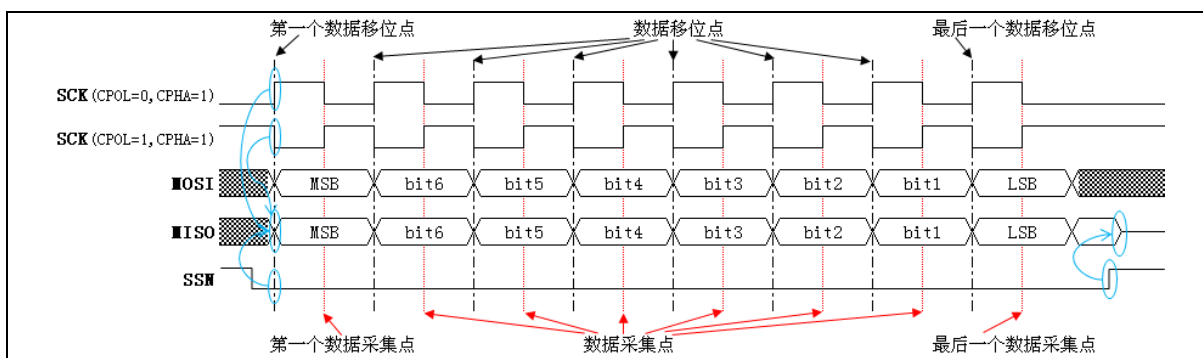 第一个数据移位点 数据移位点 最后一个数据移位点
SCK(CPOL=0,CPHA=1)
SCK(CPOL=1,CPHA=1)
MOSI MSB bit6 bit5 bit4 bit3 bit2 bit1 LSB
MISO MSB bit6 bit5 bit4 bit3 bit2 bit1 LSB
SSN
第一个数据采集点 数据采集点 最后一个数据采集点